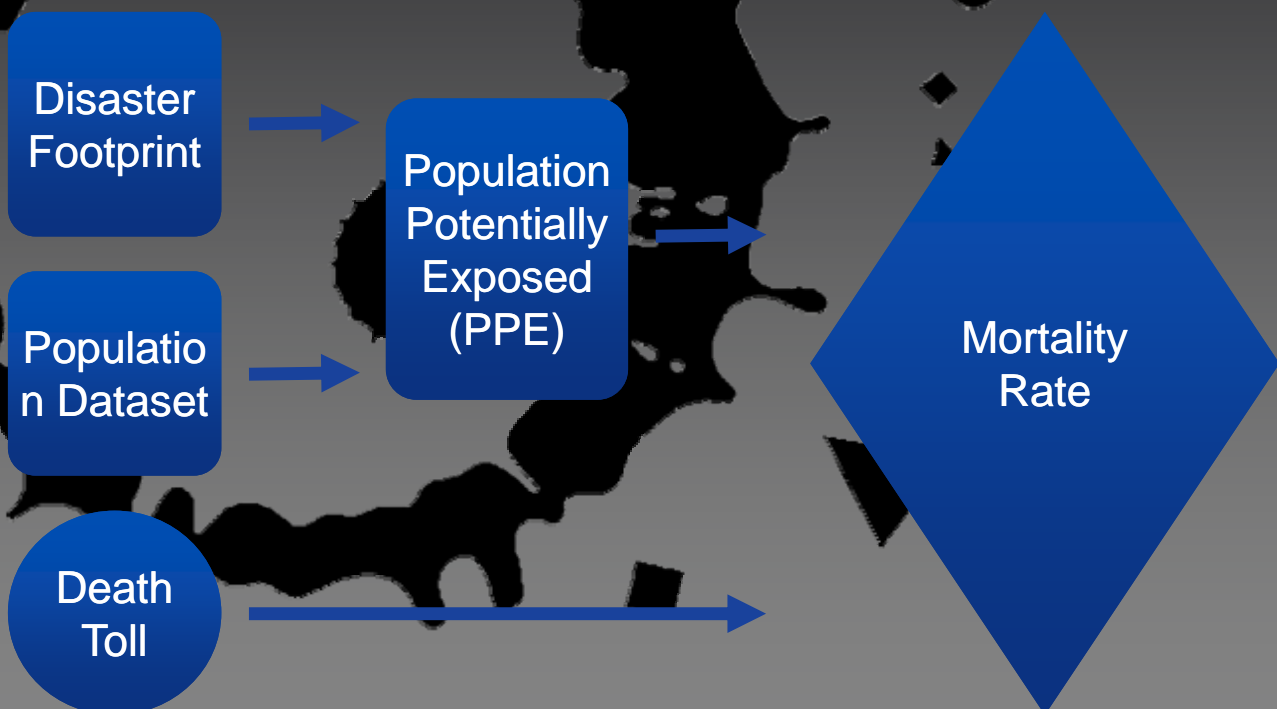 Disaster
Footprint
Population
Potentially
Exposed
(PPE)
Populatio
n Dataset
Mortality
Rate
Death
Toll